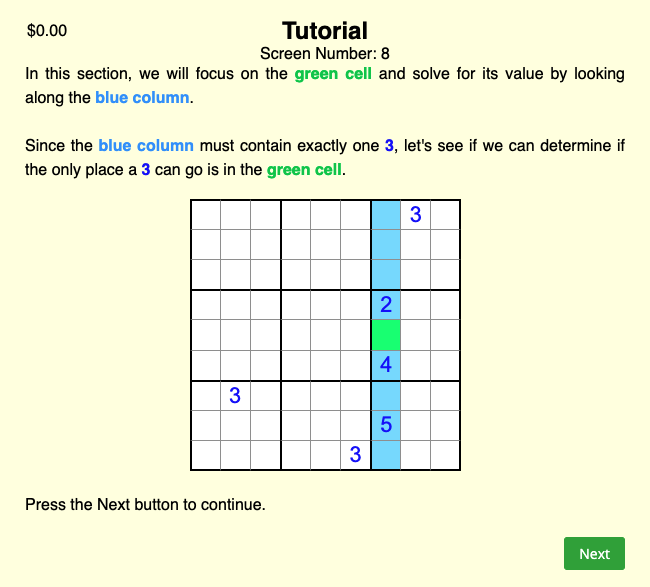 $0.00
Tutorial
Screen Number: 8
In this section, we will focus on the green cell and solve for its value by looking
along the blue column.
Since the blue column must contain exactly one 3, let's see if we can determine if
the only place a 3 can go is in the green cell.
3
2
4
3
5
3
Press the Next button to continue.
Next